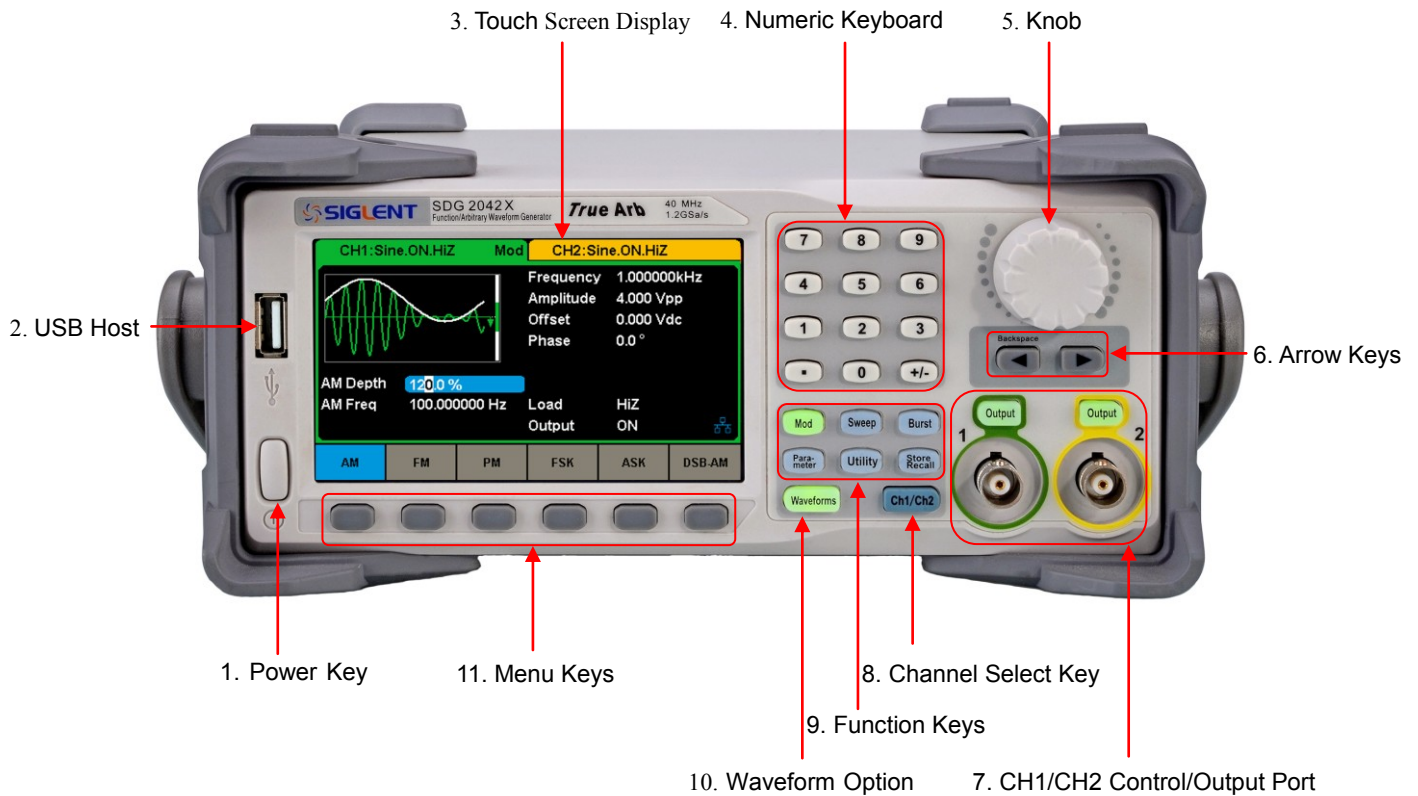 3. Touch Screen Display
4. Numeric Keyboard
5. Knob
SIGLENT
SDG 2042X
Function/Arbitrary Waveform Generator
True Arb
40 MHz
1.2GSa/s
CH1:Sine.ON.HiZ Mod
CH2:Sine.ON.HiZ
Frequency 1.000000kHz
Amplitude 4.000 Vpp
Offset 0.000 Vdc
Phase 0.0 °
AM Depth 120.0 %
AM Freq 100.000000 Hz
Load HiZ
Output ON
AM FM PM FSK ASK DSB-AM
7 8 9
4 5 6
1 2 3
. 0 +/-
Mod Sweep Burst
Para-
meter
Utility
Store
Recall
Waveforms
Ch1/Ch2
Backspace
Output
Output
1
2
2. USB Host
6. Arrow Keys
1. Power Key
11. Menu Keys
8. Channel Select Key
9. Function Keys
10. Waveform Option
7. CH1/CH2 Control/Output Port